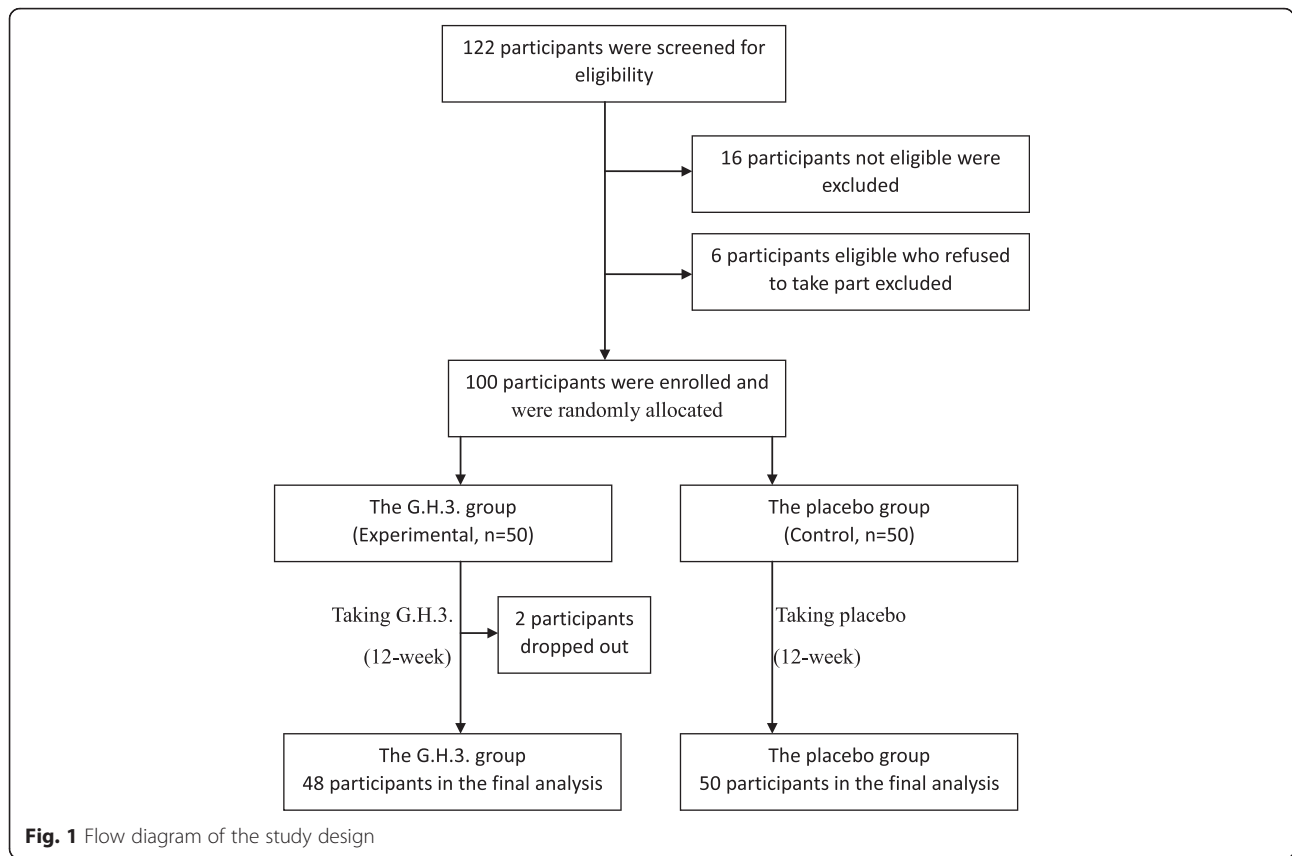 122 participants were screened for
eligibility
16 participants not eligible were
excluded
6 participants eligible who refused
to take part excluded
100 participants were enrolled and
were randomly allocated
The G.H.3. group
(Experimental, n=50)
The placebo group
(Control, n=50)
Taking G.H.3.
(12-week)
2 participants
dropped out
Taking placebo
(12-week)
The G.H.3. group
48 participants in the final analysis
The placebo group
50 participants in the final analysis
Fig. 1 Flow diagram of the study design